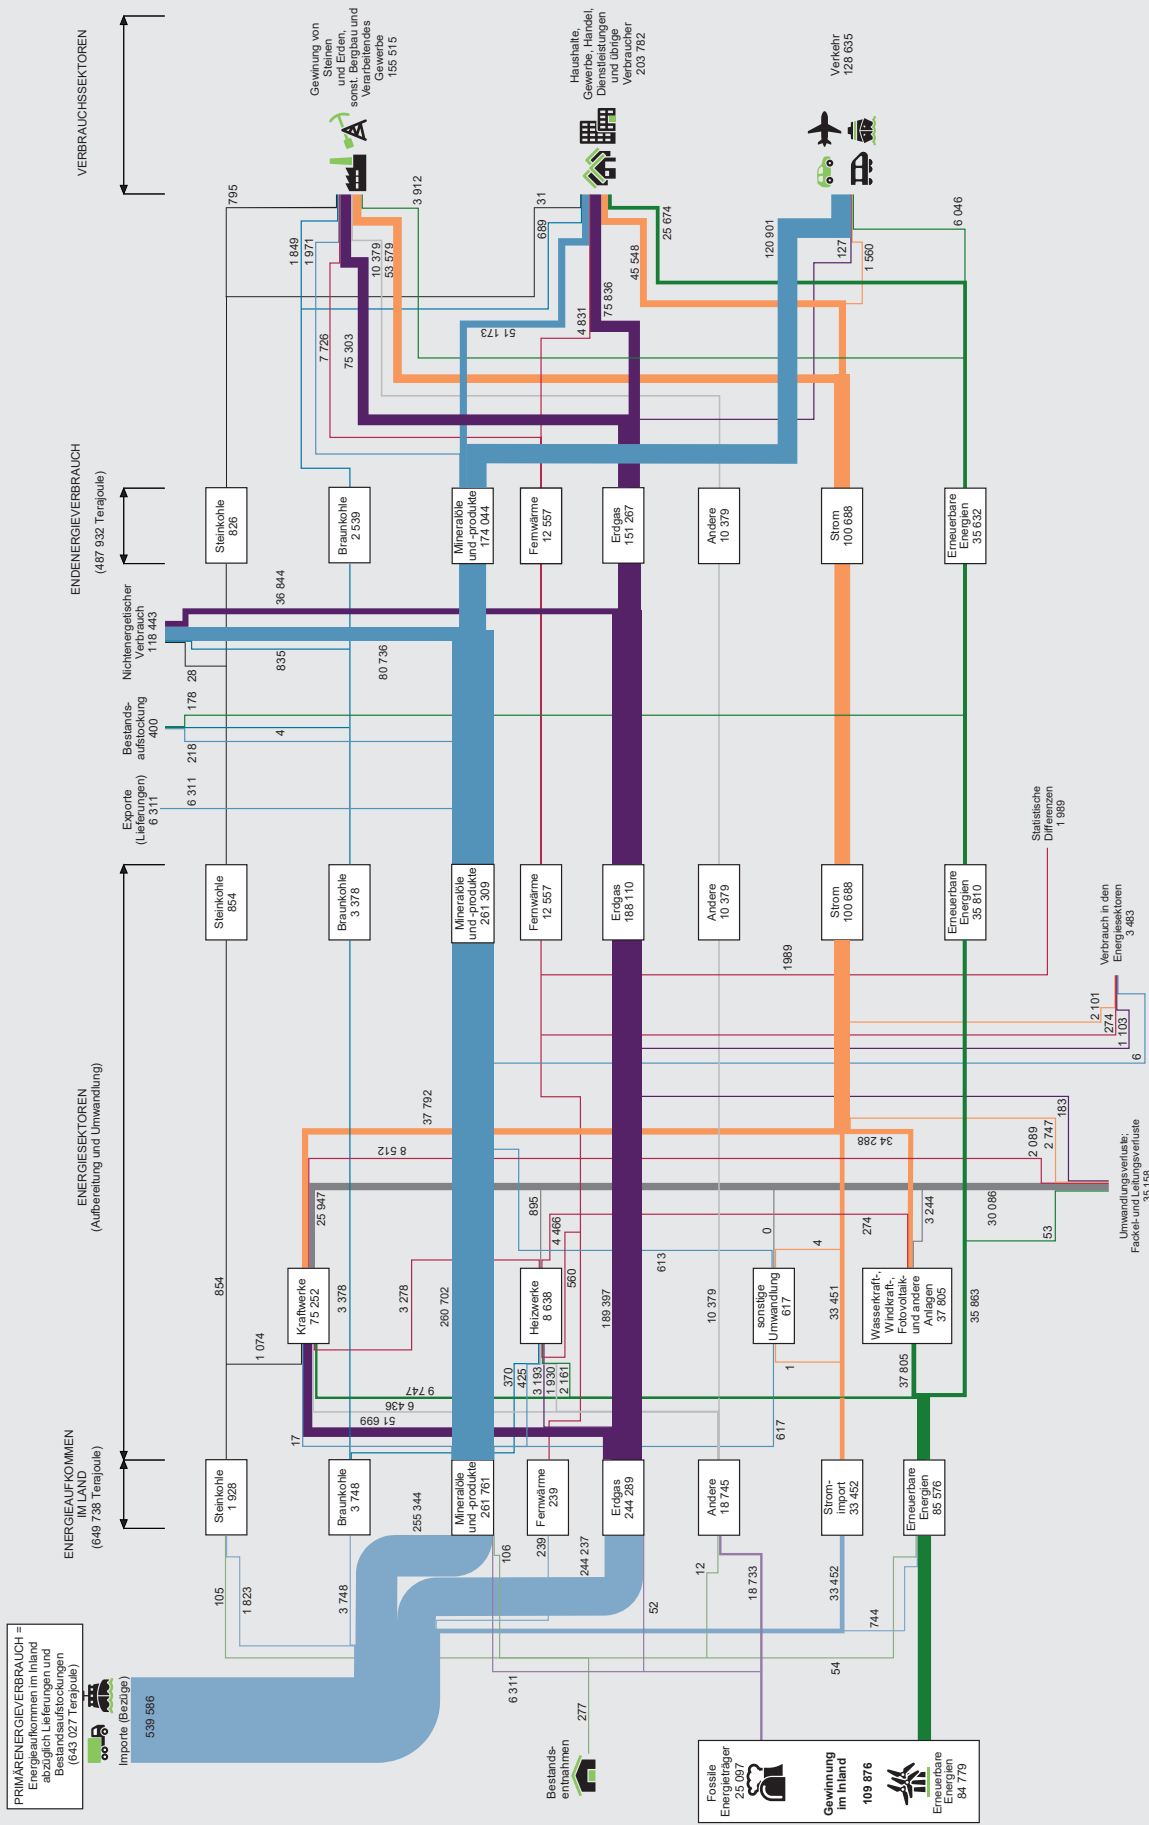 PRIMÄRENERGIEVERBRAUCH =
Energieaufkommen im Inland
abzüglich Lieferungen und
Bestandsaufstockungen
(643 027 Terajoule)
Importe (Bezüge)
539 586
Bestands-
entnahmen
277
Fossile
Energieträger
25 097
Gewinnung
im Inland
109 876
Erneuerbare
Energien
84 779
ENERGIEAUFKOMMEN
IM LAND
(649 738 Terajoule)
105
1 823
3 748
255 344
106
239
244 237
52
6 311
12
18 733
33 452
744
54
Steinkohle
1 928
Braunkohle
3 748
Mineralöle
und -produkte
261 761
Fernwärme
239
Erdgas
244 289
Andere
18 745
Strom-
import
33 452
Erneuerbare
Energien
85 576
ENERGIESEKTOREN
(Aufbereitung und Umwandlung)
17
51 699
6 436
9 747
1 074
370
425
3 193
1 930
2 161
617
1
37 805
Kraftwerke
75 252
Heizwerke
8 638
sonstige
Umwandlung
617
Wasserkraft-,
Windkraft-,
Fotovoltaik-
und andere
Anlagen
37 805
854
3 378
3 278
260 702
560
189 397
10 379
33 451
35 863
25 947
8 512
895
4 466
613
0
4
274
3 244
30 086
53
37 792
34 288
2 089
2 747
183
Umwandlungsverluste;
Fackel-und Leitungsverluste
35 158
2 101
274
1 103
6
Verbrauch in den
Energiesektoren
3 483
1989
Statistische
Differenzen
1 989
Steinkohle
854
Braunkohle
3 378
Mineralöle
und -produkte
261 309
Fernwärme
12 557
Erdgas
188 110
Andere
10 379
Strom
100 688
Erneuerbare
Energien
35 810
Exporte
(Lieferungen)
6 311
6 311
Bestands-
aufstockung
400
218
4
178
Nichtenergetischer
Verbrauch
118 443
28
835
80 736
36 844
ENDENERGIEVERBRAUCH
(487 932 Terajoule)
Steinkohle
826
Braunkohle
2 539
Mineralöle
und -produkte
174 044
Fernwärme
12 557
Erdgas
151 267
Andere
10 379
Strom
100 688
Erneuerbare
Energien
35 632
795
1 849
1 971
7 726
75 303
10 379
53 579
3 912
31
689
51 173
4 831
75 836
45 548
25 674
120 901
127
1 560
6 046
VERBRAUCHSSEKTOREN
Gewinung von
Steinen
und Erden,
sonst. Bergbau und
Verarbeitendes
Gewerbe
155 515
Haushalte,
Gewerbe, Handel,
Dienstleistungen
und übrige
Verbraucher
203 782
Verkehr
128 635